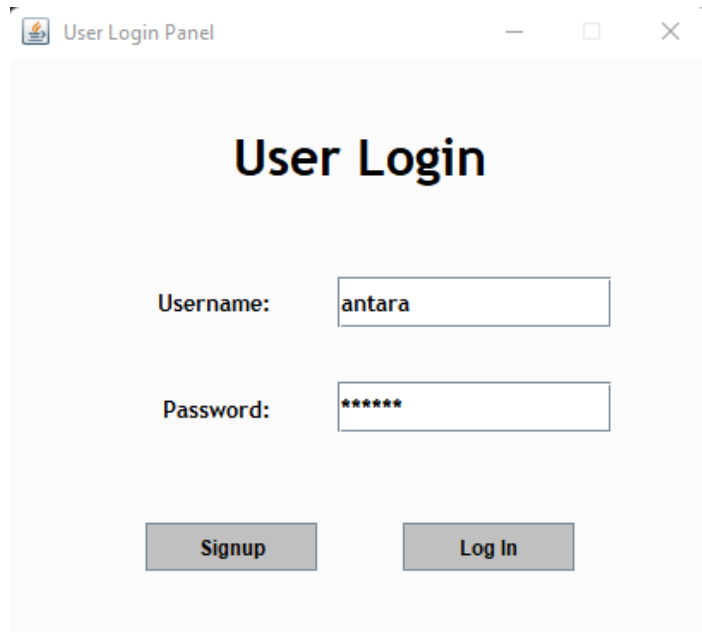 User Login Panel
User Login
Username: antara
Password: ******
Signup Log In